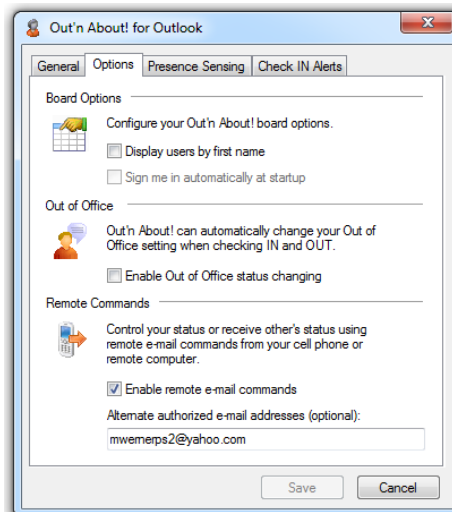 Out'n About! for Outlook
General Options Presence Sensing Check IN Alerts
Board Options
Configure your Out'n About! board options.
Display users by first name
Sign me in automatically at startup
Out of Office
Out'n About! can automatically change your Out of
Office setting when checking IN and OUT.
Enable Out of Office status changing
Remote Commands
Control your status or receive other's status using
remote e-mail commands from your cell phone or
remote computer.
Enable remote e-mail commands
Alternate authorized e-mail addresses (optional):
mwernerps2@yahoo.com
Save Cancel